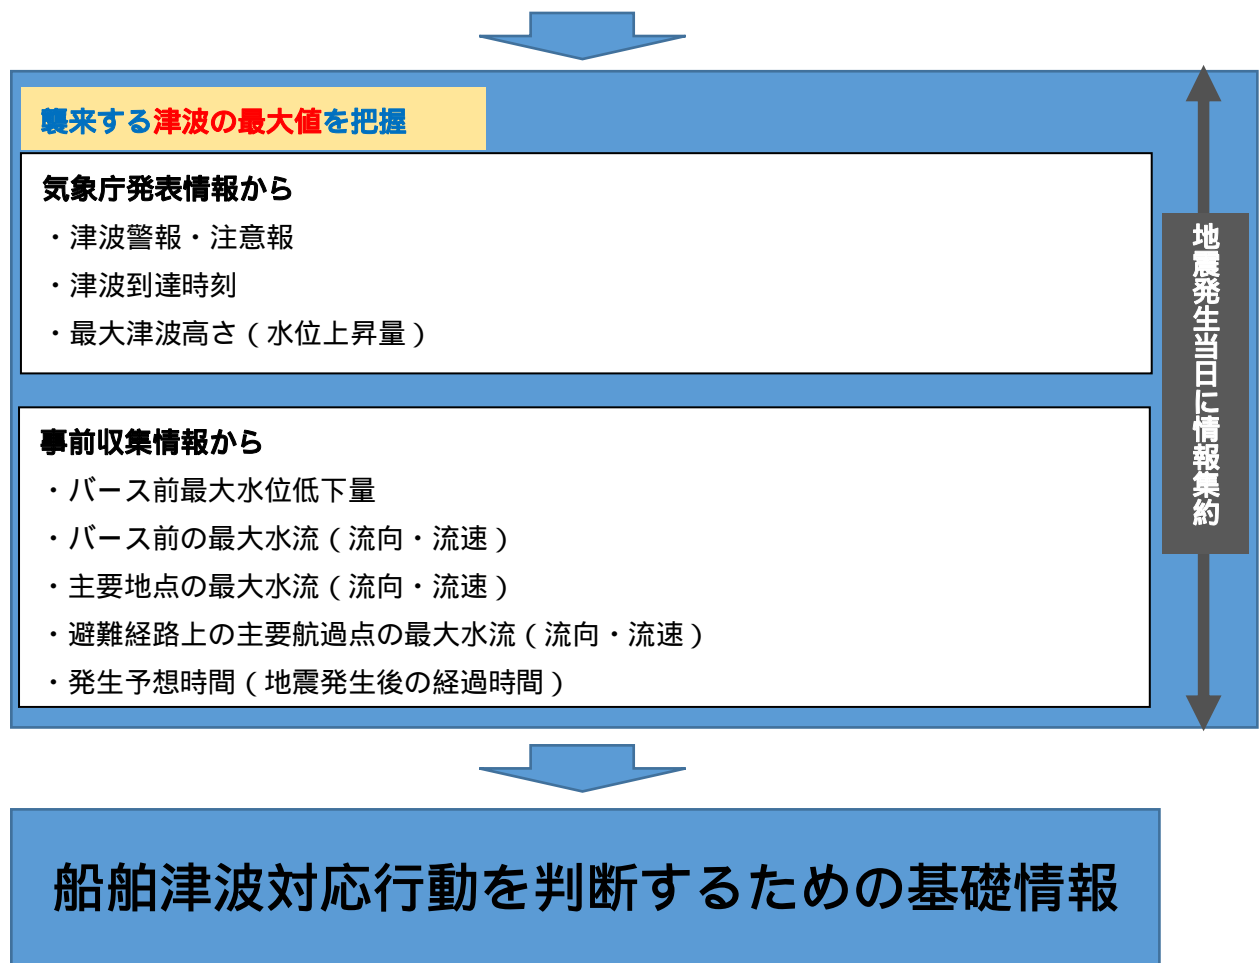 襲来する津波の最大値を把握
気象庁発表情報から
・津波警報・注意報
・津波到達時刻
・最大津波高さ（水位上昇量）
事前収集情報から
・バース前最大水位低下量
・バース前の最大水流（流向・流速）
・主要地点の最大水流（流向・流速）
・避難経路上の主要航過点の最大水流（流向・流速）
・発生予想時間（地震発生後の経過時間）
地震発生当日に情報集約
船舶津波対応行動を判断するための基礎情報